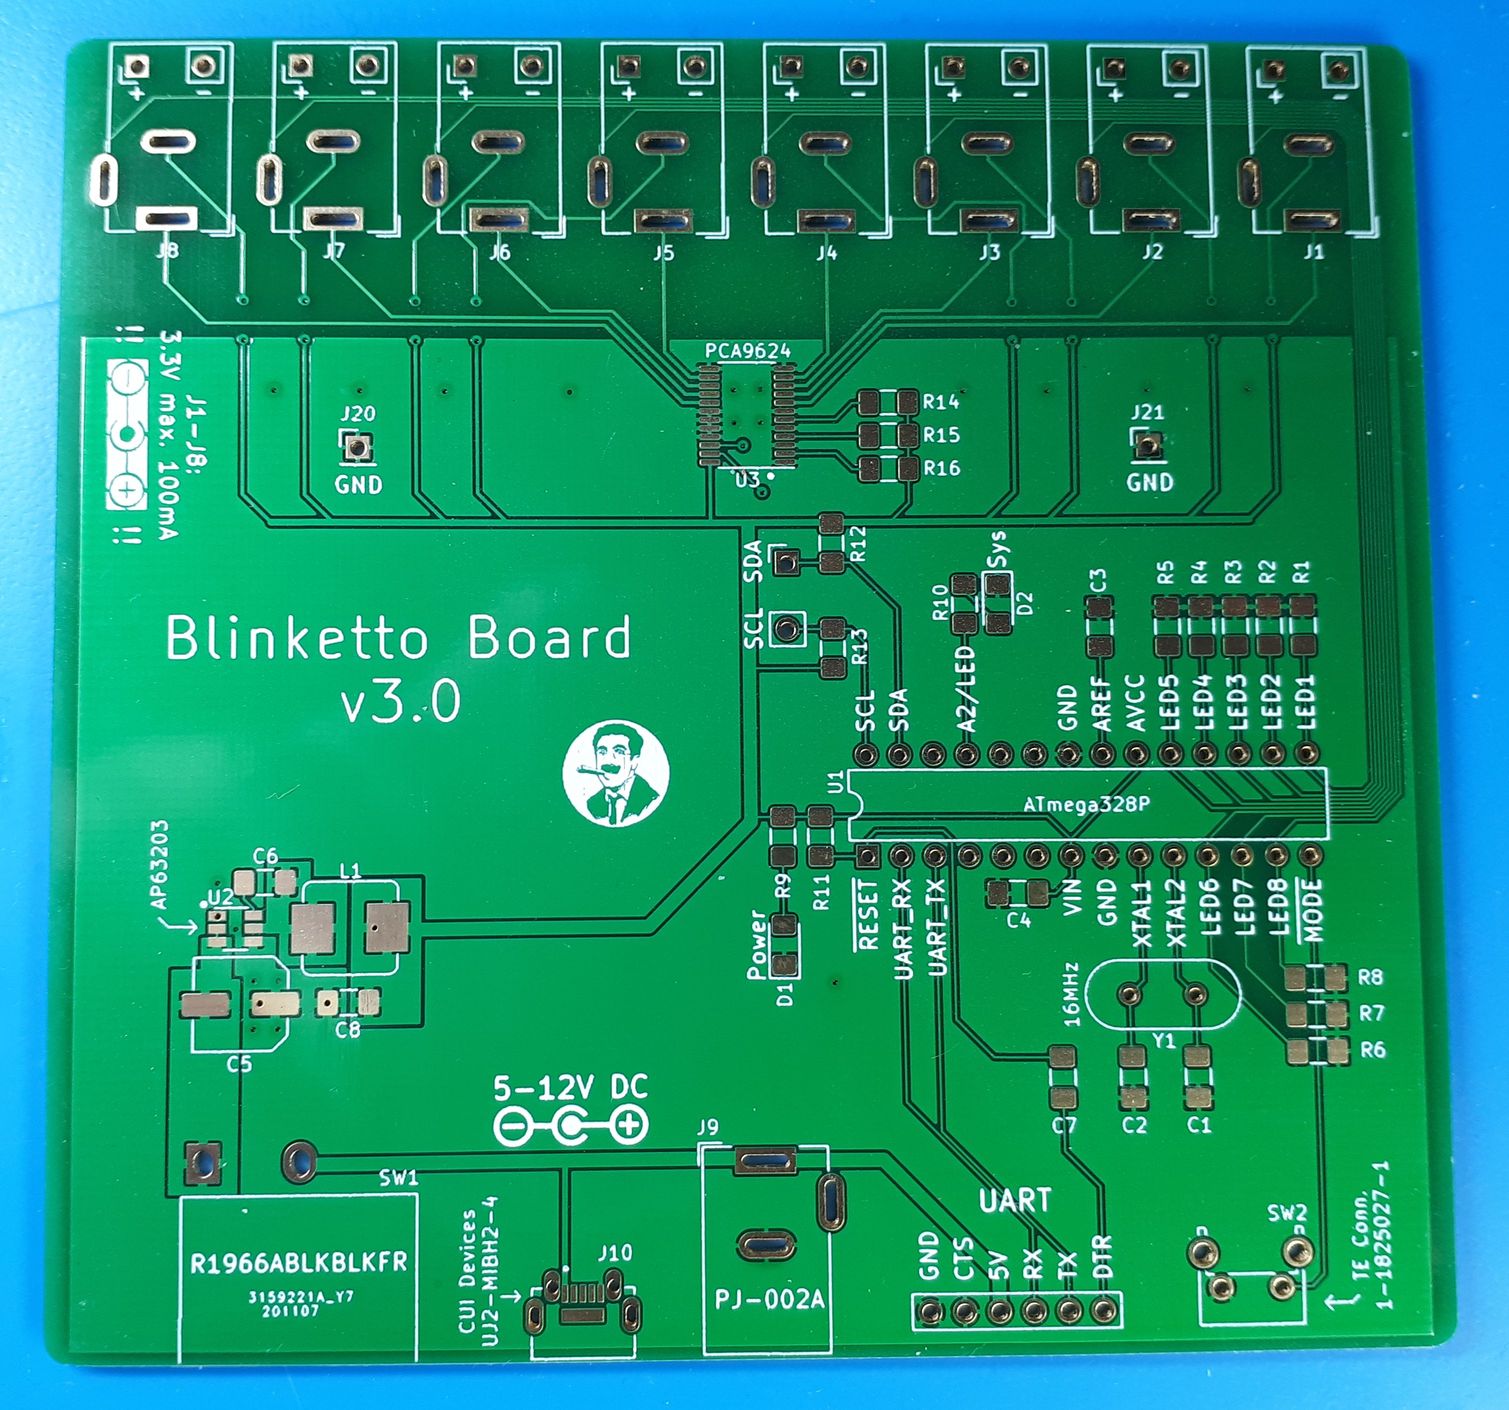 + -
+ -
+ -
+ -
+ -
+ -
+ -
+ -
J8 J7 J6 J5 J4 J3 J2 J1
!! - + !!
J1-J8:
3.3V max. 100mA
PCA9624
U3
R14
R15
R16
J20
GND
J21
GND
SDA
R12
SCL
R13
R10
Sys
D2
C3
R5 R4 R3 R2 R1
Blinketto Board
v3.0
SCL SDA A2/LED GND AREF AVCC LED5 LED4 LED3 LED2 LED1
U1
ATmega328P
RESET UART_RX UART_TX VIN GND XTAL1 XTAL2 LED6 LED7 LED8 MODE
R9
R11
C4
Power
D1
AP63203
C6
U2
L1
C5
C8
16MHz
Y1
R8
R7
R6
C7 C2 C1
5-12V DC
- +
SW1
R1966ABLKBLKFR
3159221A_Y7
201107
CUI Devices
UJ2-MIBH2-4
J10
J9
PJ-002A
UART
GND CTS 5V RX TX DTR
SW2
TE Conn.
1-1825027-1